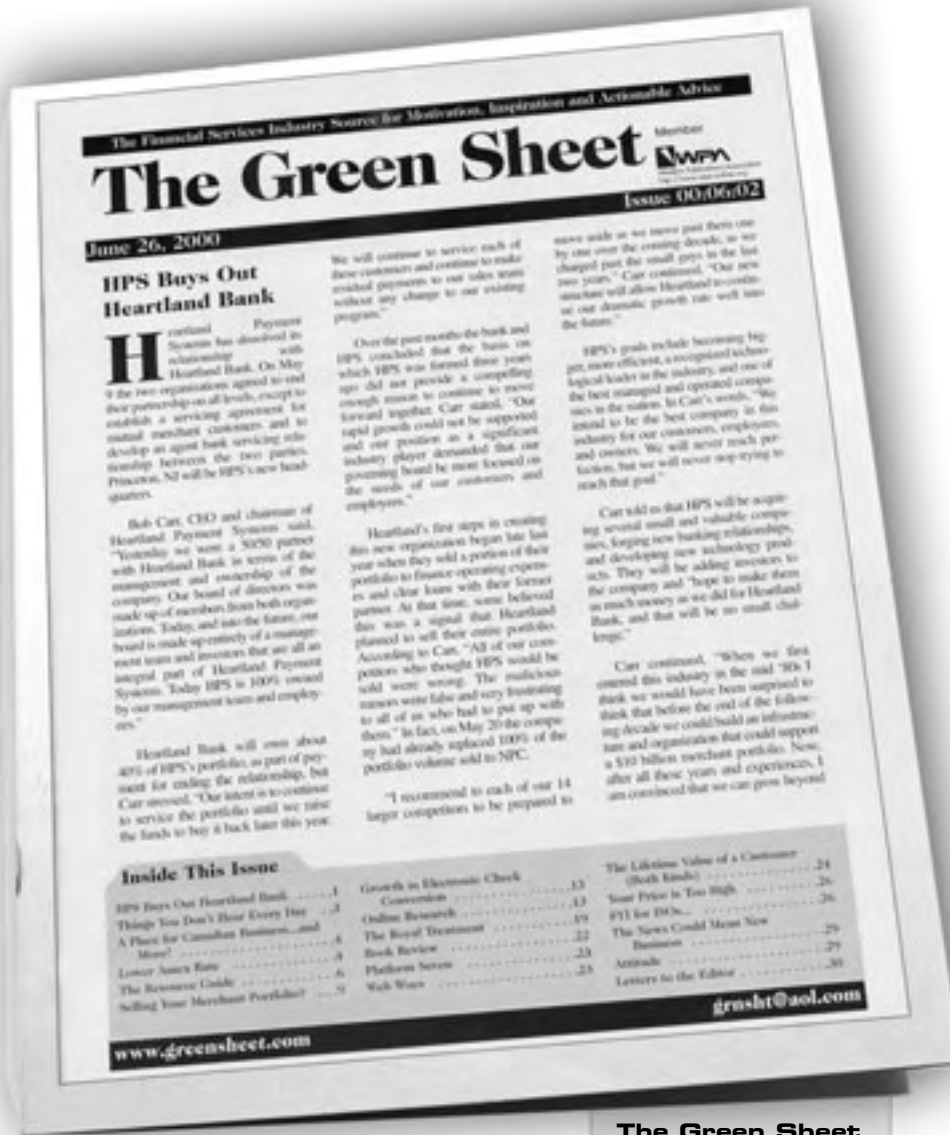 The Financial Services Industry Source for Motivation, Inspiration and Actionable Advice
The Green Sheet
Member
WPA
Issue 00:06:02
June 26, 2000
HPS Buys Out
Heartland Bank
Heartland Payment
Systems has dissolved its
relationship with
Heartland Bank. On May
9 the two organizations agreed to end
their partnership on all levels, except to
establish a servicing agreement for
mutual merchant customers and to
develop an agent bank servicing rela-
tionship between the two parties.
Princeton, NJ will be HPS's new head-
quarters.
Bob Carr, CEO and chairman of
Heartland Payment Systems said,
"Yesterday we were a 50/50 partner
with Heartland Bank in terms of the
management and ownership of the
company. Our board of directors was
made up of members from both organ-
izations. Today, and into the future, our
board is made up entirely of a manage-
ment team and investors that are all an
integral part of Heartland Payment
Systems. Today HPS is 100% owned
by our management team and employ-
ees."
Heartland Bank will own about
40% of HPS's portfolio, as part of pay-
ment for ending the relationship, but
Carr stressed, "Our intent is to continue
to service the portfolio until we raise
the funds to buy it back later this year.
We will continue to service each of
these customers and continue to make
residual payments to our sales team
without any change to our existing
program."
Over the past months the bank and
HPS concluded that the basis on
which HPS was formed three years
ago did not provide a compelling
enough reason to continue to move
forward together. Carr stated, "Our
rapid growth could not be supported
and our position as a significant
industry player demanded that our
governing board be more focused on
the needs of our customers and
employees."
Heartland's first steps in creating
this new organization began late last
year when they sold a portion of their
portfolio to finance operating expens-
es and clear loans with their former
partner. At that time, some believed
this was a signal that Heartland
planned to sell their entire portfolio.
According to Carr, "All of our com-
petitors who thought HPS would be
sold were wrong. The malicious
rumors were false and very frustrating
to all of us who had to put up with
them." In fact, on May 20 the compa-
ny had already replaced 100% of the
portfolio volume sold to NPC.
"I recommend to each of our 14
larger competitors to be prepared to
move aside as we move past them one
by one over the coming decade, as we
charged past the small guys in the last
two years," Carr continued. "Our new
structure will allow Heartland to contin-
ue our dramatic growth rate well into
the future."
HPS's goals include becoming big-
ger, more efficient, a recognized techno-
logical leader in the industry, and one of
the best managed and operated compa-
nies in the nation. In Carr's words, "We
intend to be the best company in this
industry for our customers, employees,
and owners. We will never reach per-
fection, but we will never stop trying to
reach that goal."
Carr told us that HPS will be acquir-
ing several small and valuable compa-
nies, forging new banking relationships,
and developing new technology prod-
ucts. They will be adding investors to
the company and "hope to make them
as much money as we did for Heartland
Bank, and that will be no small chal-
lenge."
Carr continued, "When we first
entered this industry in the mid '80s I
think we would have been surprised to
think that before the end of the follow-
ing decade we could build an infrastruc-
ture and organization that could support
a $10 billion merchant portfolio. Now,
after all these years and experiences, I
am convinced that we can grow beyond
Inside This Issue
HPS Buys Out Heartland Bank ......1
Things You Don't Hear Every Day ...3
A Place for Canadian Business...and
More? ......4
Lower Amex Rate ......4
The Resource Guide ......6
Selling Your Merchant Portfolio? ....9
Growth in Electronic Check
Conversion ......13
Online Research ......13
The Royal Treatment ......19
Book Review ......22
Platform Seven ......23
Web Ways ......23
The Lifetime Value of a Customer
(Both Kinds) ......24
Your Price is Too High ......26
FYI for ISOs... ......26
The News Could Mean New
Business ......29
Attitude ......29
Letters to the Editor ......30
www.greensheet.com
grnsht@aol.com
The Green Sheet